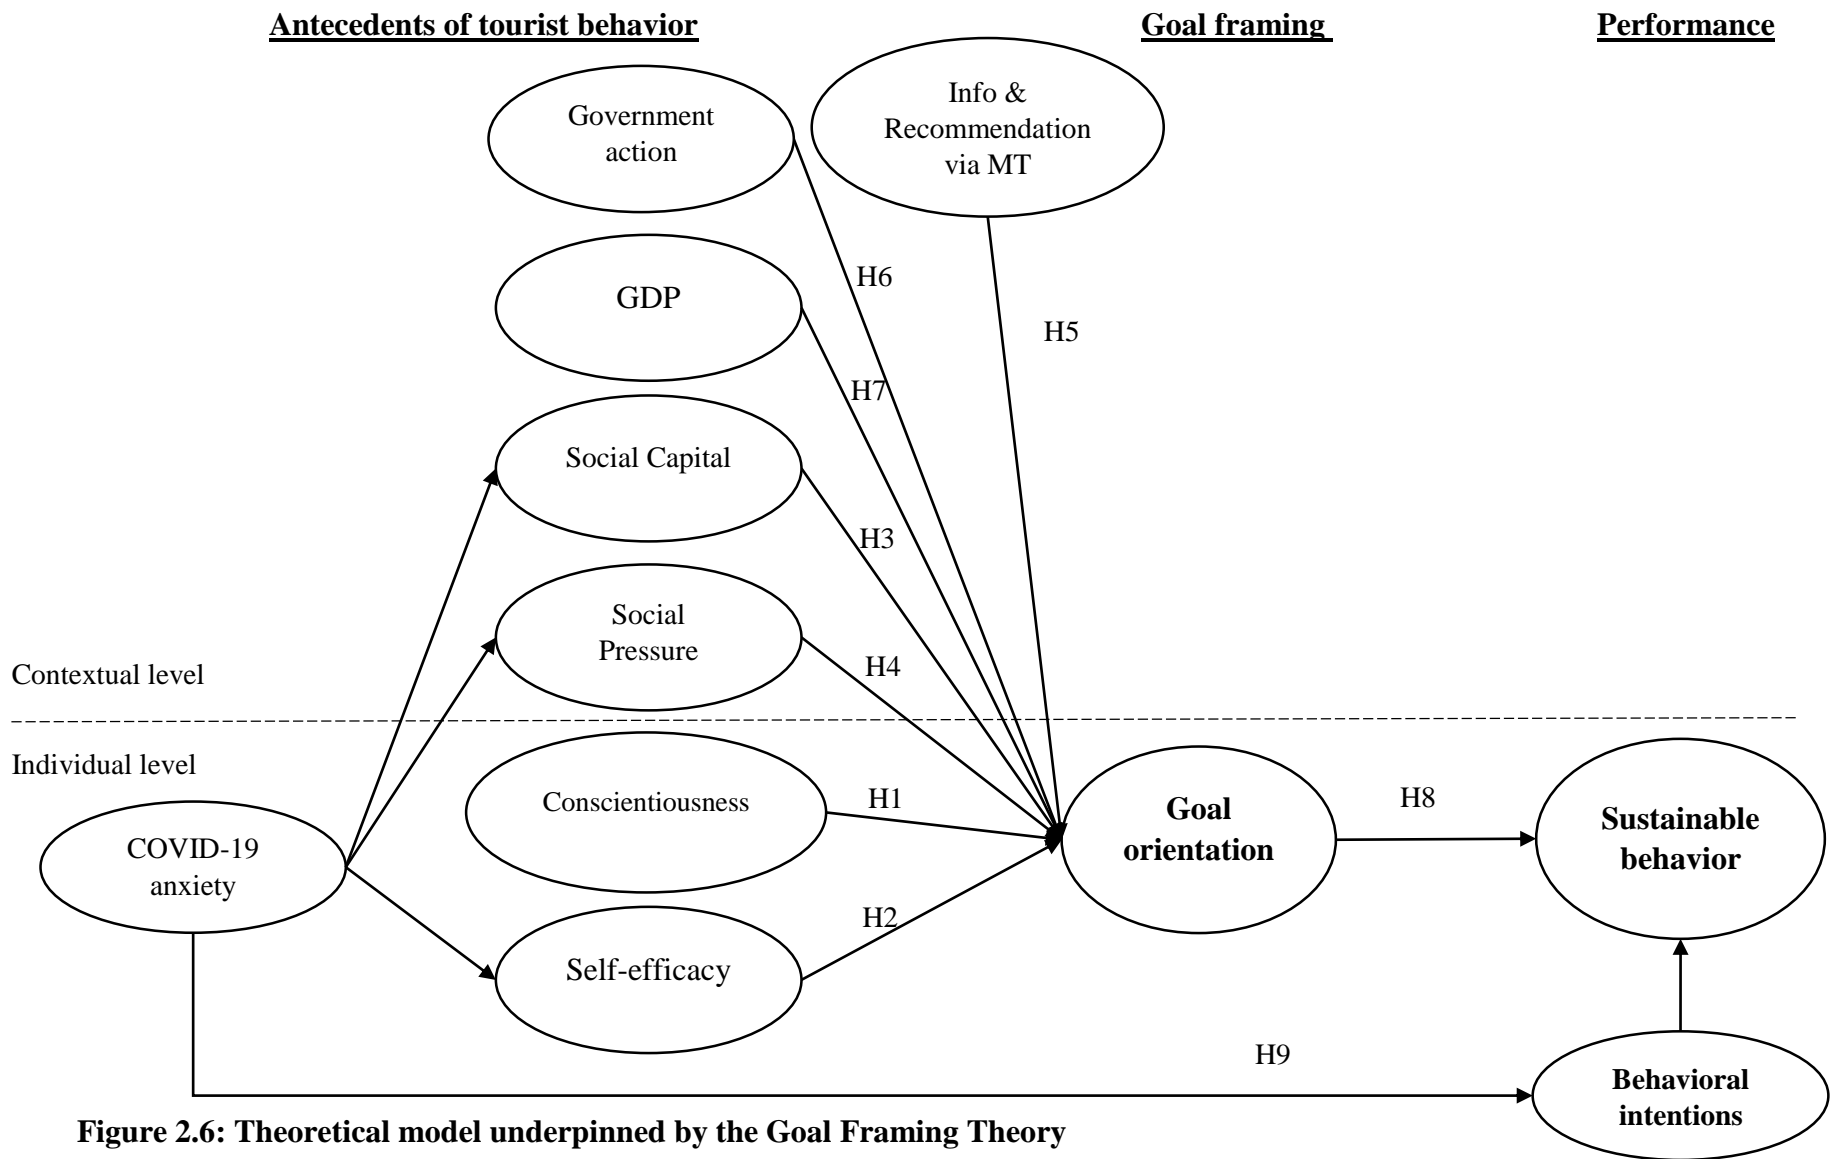 Antecedents of tourist behavior
Goal framing
Performance
Government
action
Info &
Recommendation
via MT
GDP
H6
H5
H7
Social Capital
H3
Social
Pressure
H4
Contextual level
Individual level
Conscientiousness
H1
COVID-19
anxiety
Goal
orientation
H8
Sustainable
behavior
H2
Self-efficacy
H9
Behavioral
intentions
Figure 2.6: Theoretical model underpinned by the Goal Framing Theory